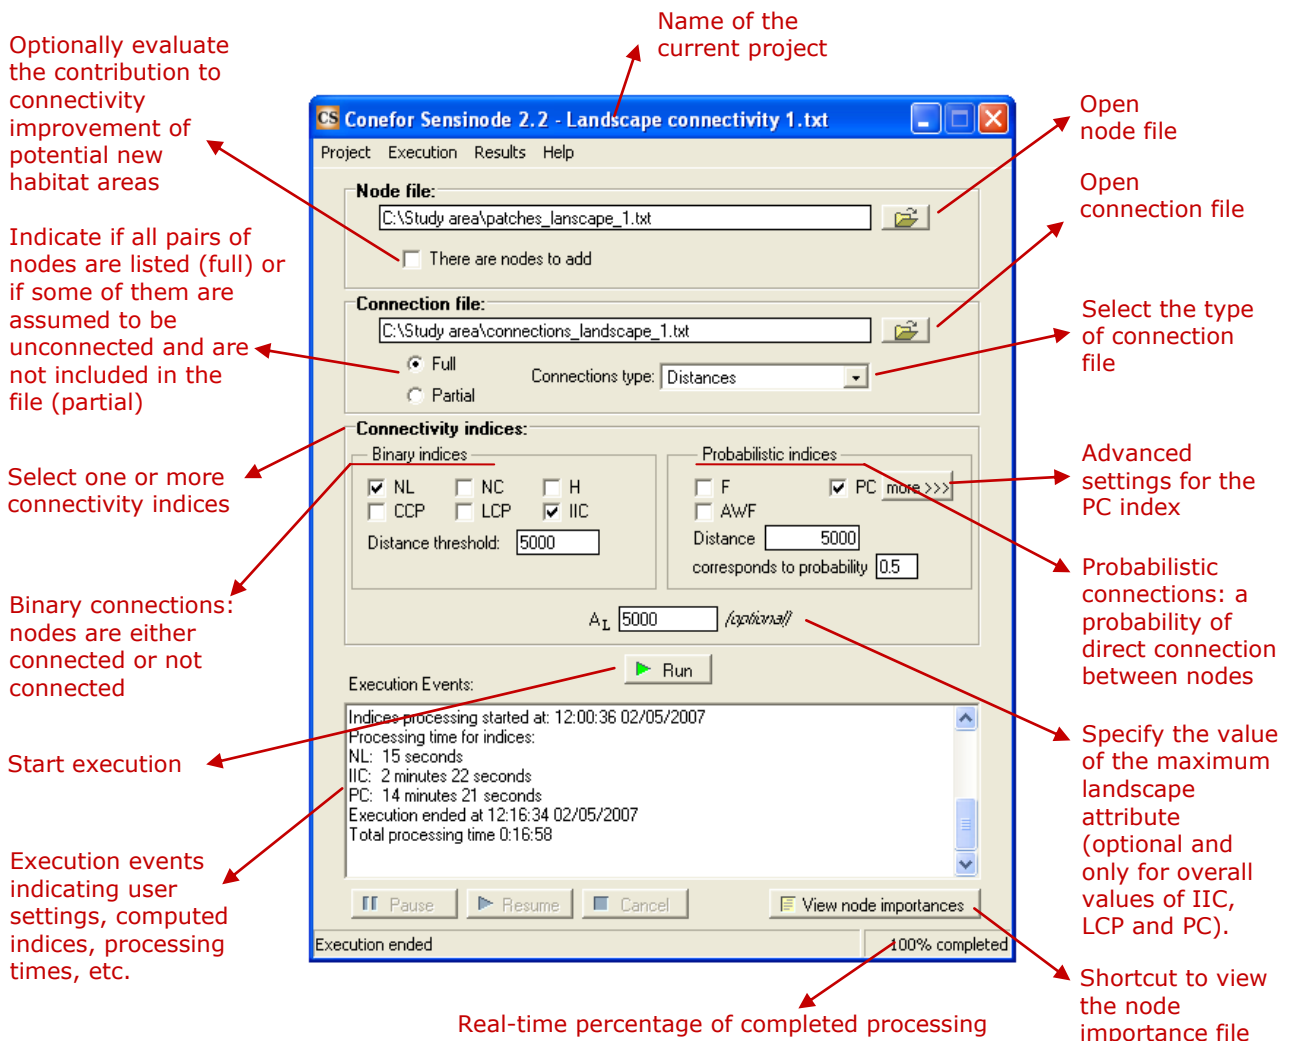 Name of the
current project
Optionally evaluate
the contribution to
connectivity
improvement of
potential new
habitat areas
Indicate if all pairs of
nodes are listed (full) or
if some of them are
assumed to be
unconnected and are
not included in the
file (partial)
Select one or more
connectivity indices
Binary connections:
nodes are either
connected or not
connected
Start execution
Execution events
indicating user
settings, computed
indices, processing
times, etc.
CS Conefor Sensinode 2.2 - Landscape connectivity 1.txt
Project Execution Results Help
Node file:
C:\Study area\patches_lanscape_1.txt
There are nodes to add
Connection file:
C:\Study area\connections_landscape_1.txt
Full
Connections type: Distances
Partial
Connectivity indices:
Binary indices
NL NC H
CCP LCP IIC
Distance threshold: 5000
Probabilistic indices
F PC more >>>
AWF
Distance 5000
corresponds to probability 0.5
AL 5000 (optional)
Run
Execution Events:
Indices processing started at: 12:00:36 02/05/2007
Processing time for indices:
NL: 15 seconds
IIC: 2 minutes 22 seconds
PC: 14 minutes 21 seconds
Execution ended at 12:16:34 02/05/2007
Total processing time 0:16:58
Pause Resume Cancel View node importances
Execution ended 100% completed
Open
node file
Open
connection file
Select the type
of connection
file
Advanced
settings for the
PC index
Probabilistic
connections: a
probability of
direct connection
between nodes
Specify the value
of the maximum
landscape
attribute
(optional and
only for overall
values of IIC,
LCP and PC).
Shortcut to view
the node
importance file
Real-time percentage of completed processing